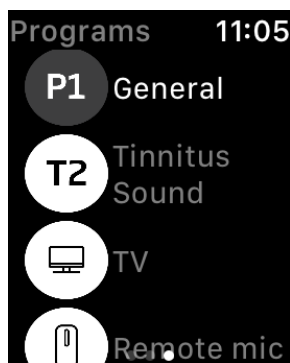 Programs 11:05
P1 General
T2 Tinnitus
Sound
TV
Remote mic